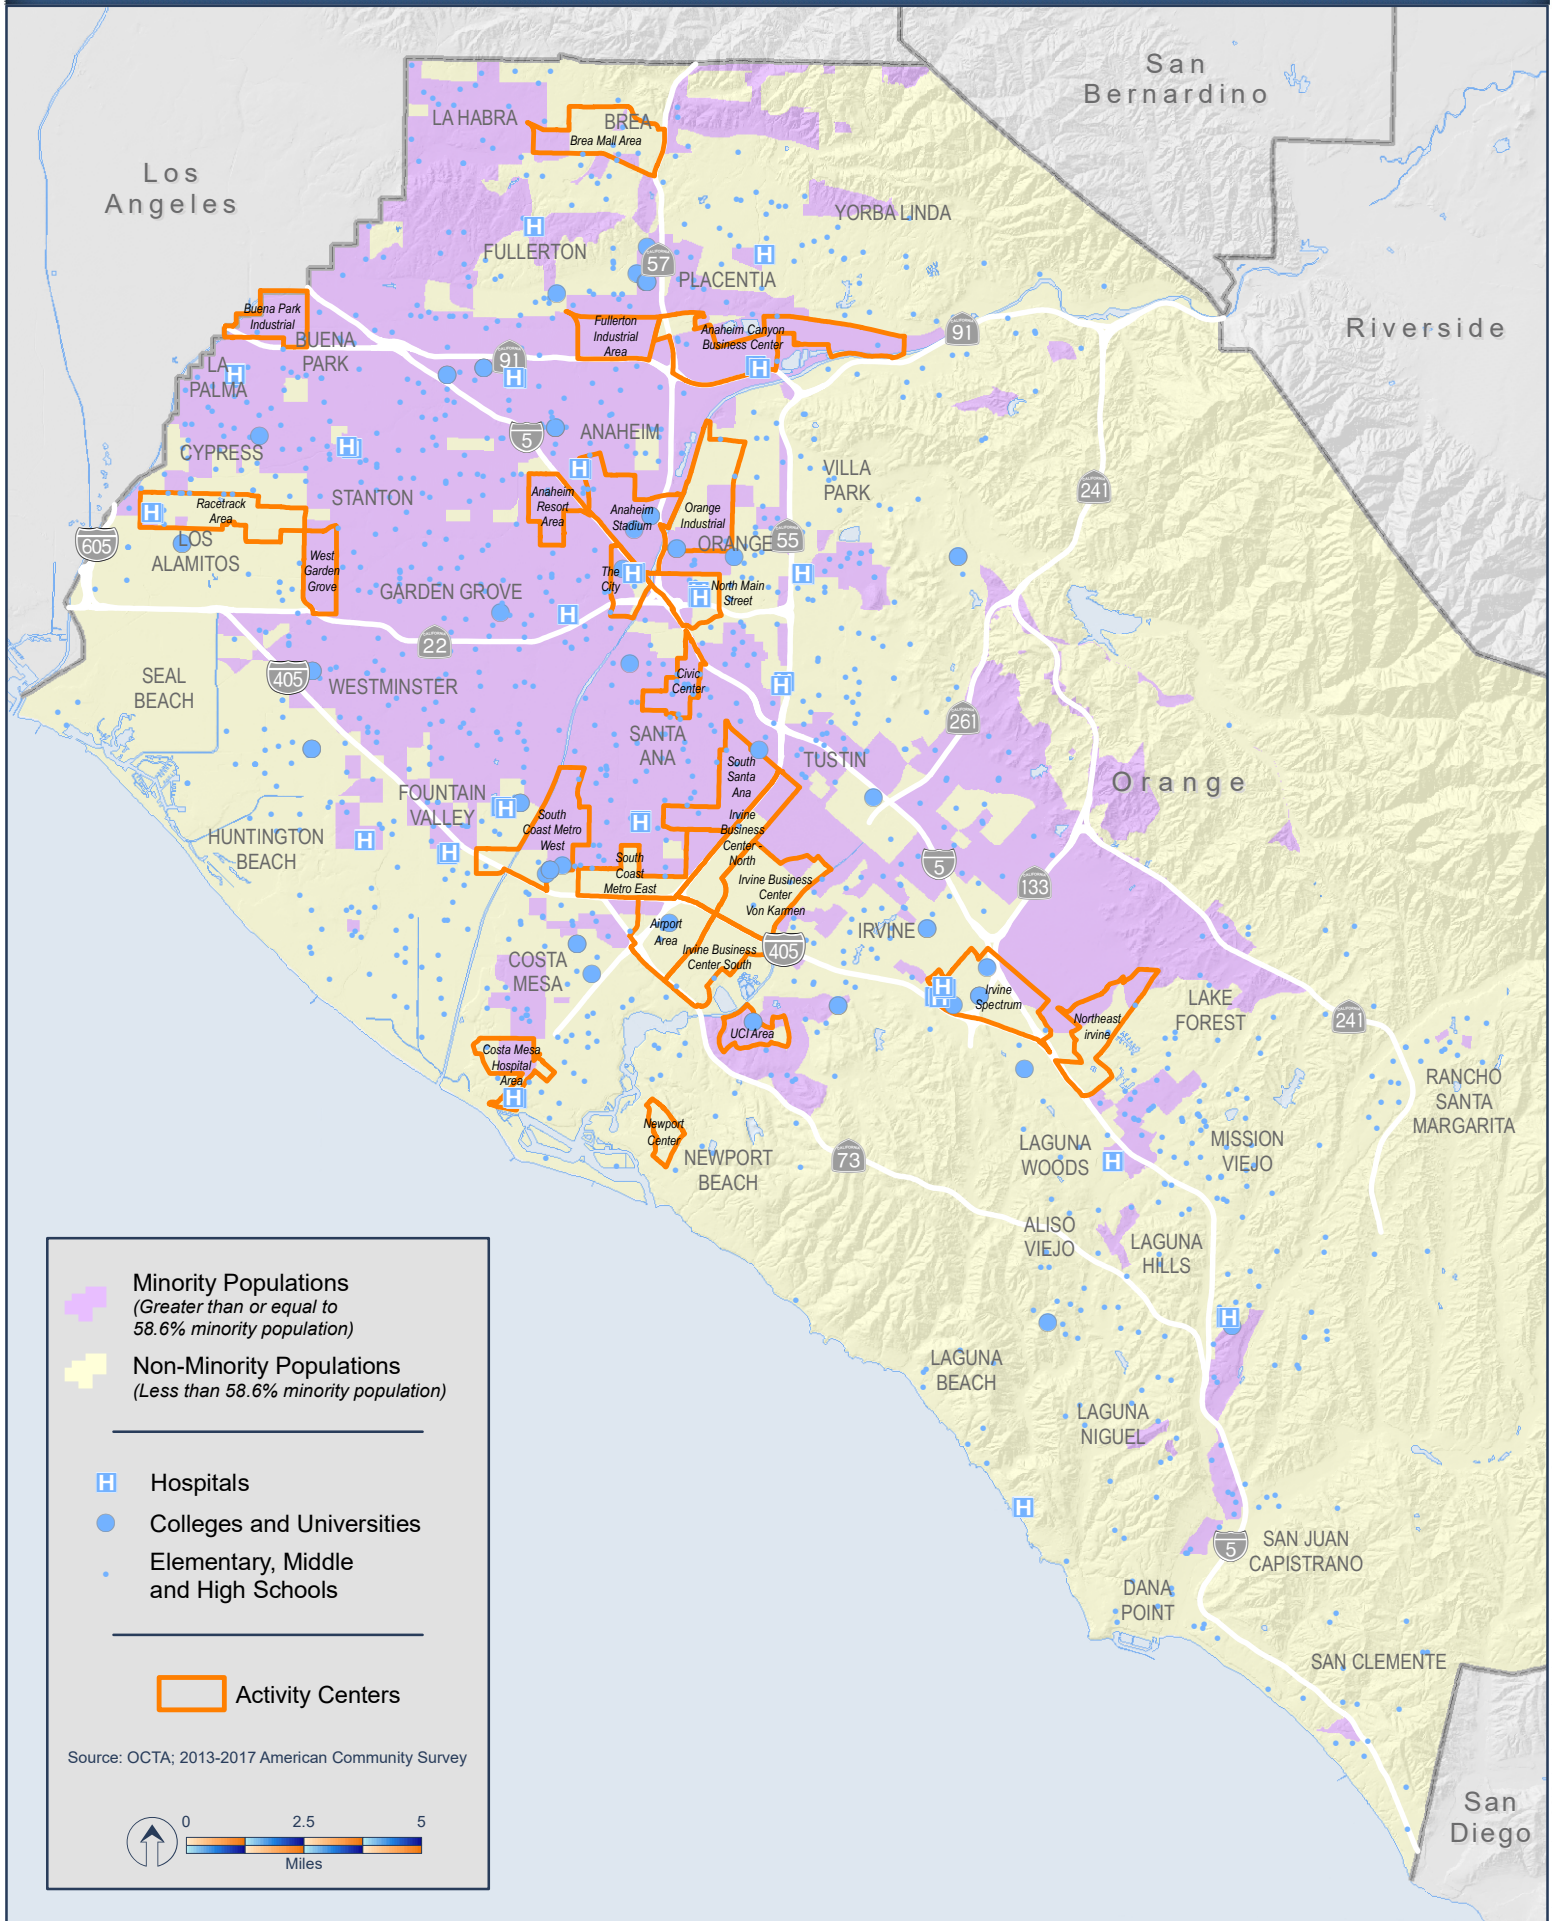 San
Bernardino
LA HABRA
BREA
Brea Mall Area
Los
Angeles
YORBA LINDA
H
FULLERTON
H
CALIFORNIA
57
PLACENTIA
Buena Park
Industrial
Fullerton
Industrial
Area
Anaheim Canyon
Business Center
CALIFORNIA
91
Riverside
BUENA
PARK
CALIFORNIA
91
LA
PALMA
H
H
H
5
ANAHEIM
CYPRESS
H
H
VILLA
PARK
STANTON
CALIFORNIA
241
Anaheim
Resort
Area
Racetrack
Area
H
Anaheim
Stadium
Orange
Industrial
605
LOS
ALAMITOS
ORANGE
CALIFORNIA
55
West
Garden
Grove
The
City
H
H
GARDEN GROVE
North Main
Street
H
H
CALIFORNIA
22
SEAL
BEACH
405
WESTMINSTER
Civic
Center
H
CALIFORNIA
261
SANTA
ANA
TUSTIN
South
Santa
Ana
Orange
FOUNTAIN
VALLEY
H
South
Coast Metro
West
H
Irvine
Business
Center -
North
HUNTINGTON
BEACH
H
H
South
Coast
Metro East
5
CALIFORNIA
133
Irvine Business
Center
Von Karmen
Airport
Area
IRVINE
Irvine Business
Center South
405
COSTA
MESA
H
H
Irvine
Spectrum
LAKE
FOREST
CALIFORNIA
241
UCI Area
Northeast
irvine
Costa Mesa
Hospital
Area
H
RANCHO
SANTA
MARGARITA
Newport
Center
NEWPORT
BEACH
CALIFORNIA
73
LAGUNA
WOODS
H
MISSION
VIEJO
ALISO
VIEJO
LAGUNA
HILLS
H
LAGUNA
BEACH
LAGUNA
NIGUEL
H
5
SAN JUAN
CAPISTRANO
DANA
POINT
SAN CLEMENTE
San
Diego
Minority Populations
(Greater than or equal to
58.6% minority population)
Non-Minority Populations
(Less than 58.6% minority population)
H Hospitals
Colleges and Universities
Elementary, Middle
and High Schools
Activity Centers
Source: OCTA; 2013-2017 American Community Survey
0 2.5 5
Miles